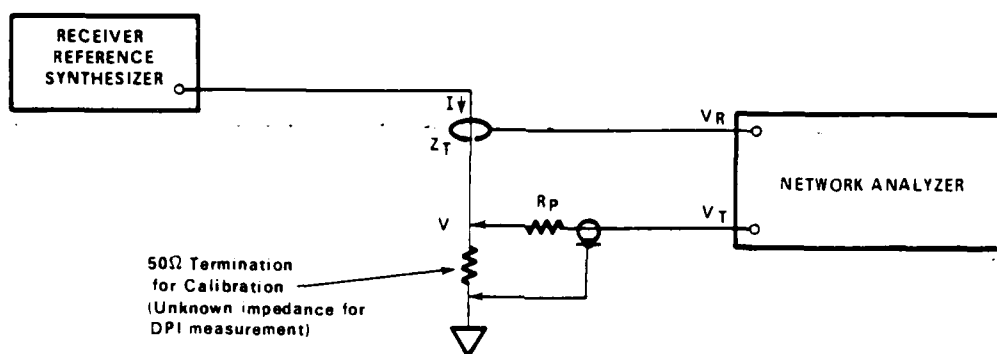 RECEIVER
REFERENCE
SYNTHESIZER
I
Z_T
V_R
NETWORK ANALYZER
R_P
V
V_T
50Ω Termination
for Calibration
(Unknown impedance for
DPI measurement)